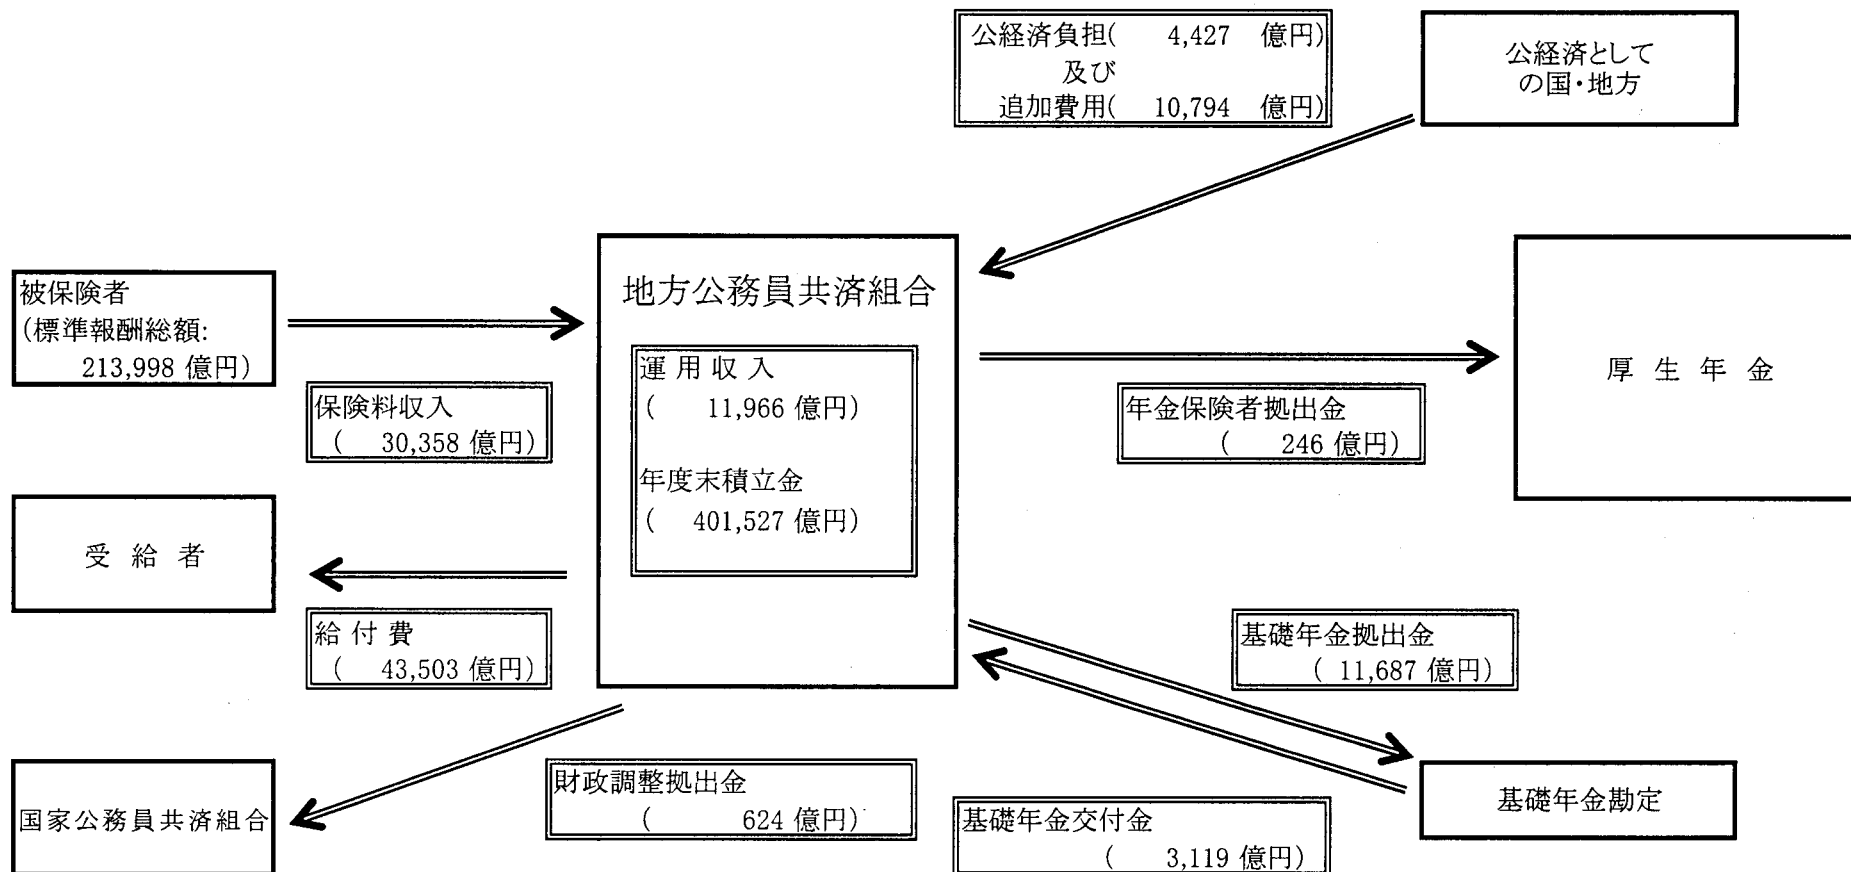 公経済負担( 4,427 億円)
及び
追加費用( 10,794 億円)
公経済として
の国・地方
被保険者
(標準報酬総額:
213,998 億円)
保険料収入
( 30,358 億円)
地方公務員共済組合
運用収入
( 11,966 億円)
年度末積立金
( 401,527 億円)
年金保険者拠出金
( 246 億円)
厚生年金
受給者
給付費
( 43,503 億円)
基礎年金拠出金
( 11,687 億円)
国家公務員共済組合
財政調整拠出金
( 624 億円)
基礎年金交付金
( 3,119 億円)
基礎年金勘定